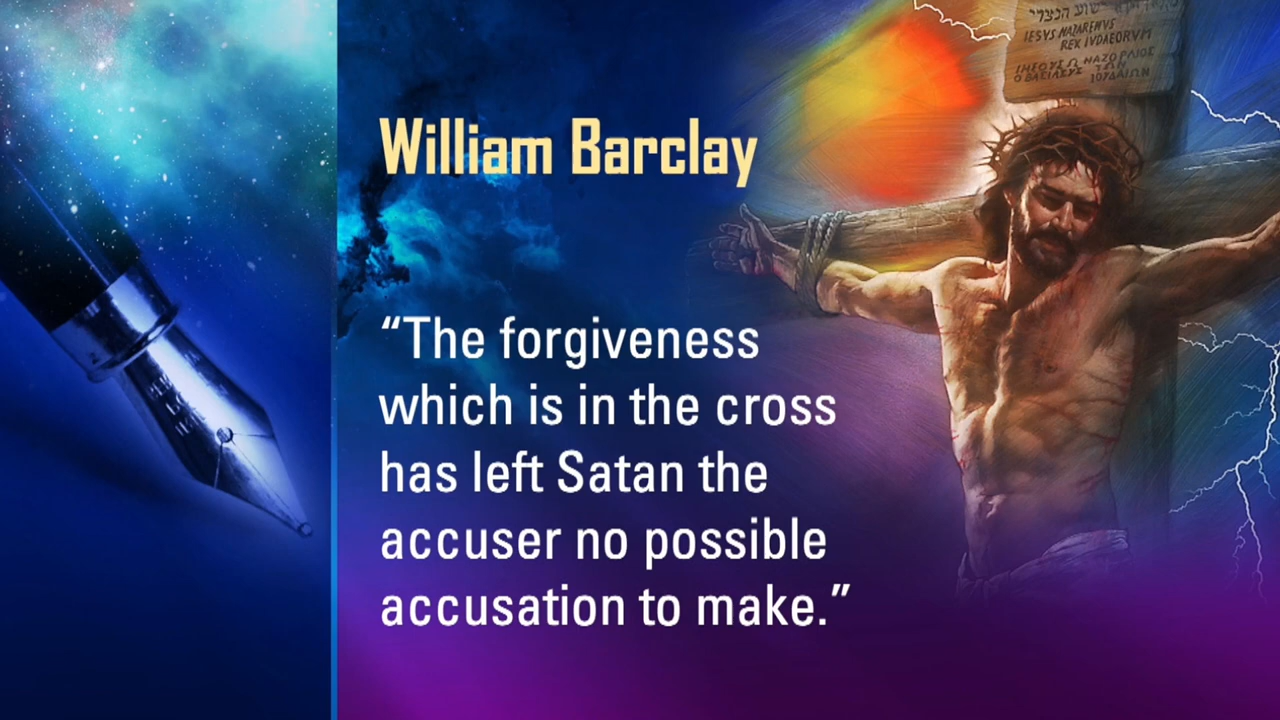 William Barclay
“The forgiveness
which is in the cross
has left Satan the
accuser no possible
accusation to make.”
IESVS NAZARENVS
REX IVDAEORVM